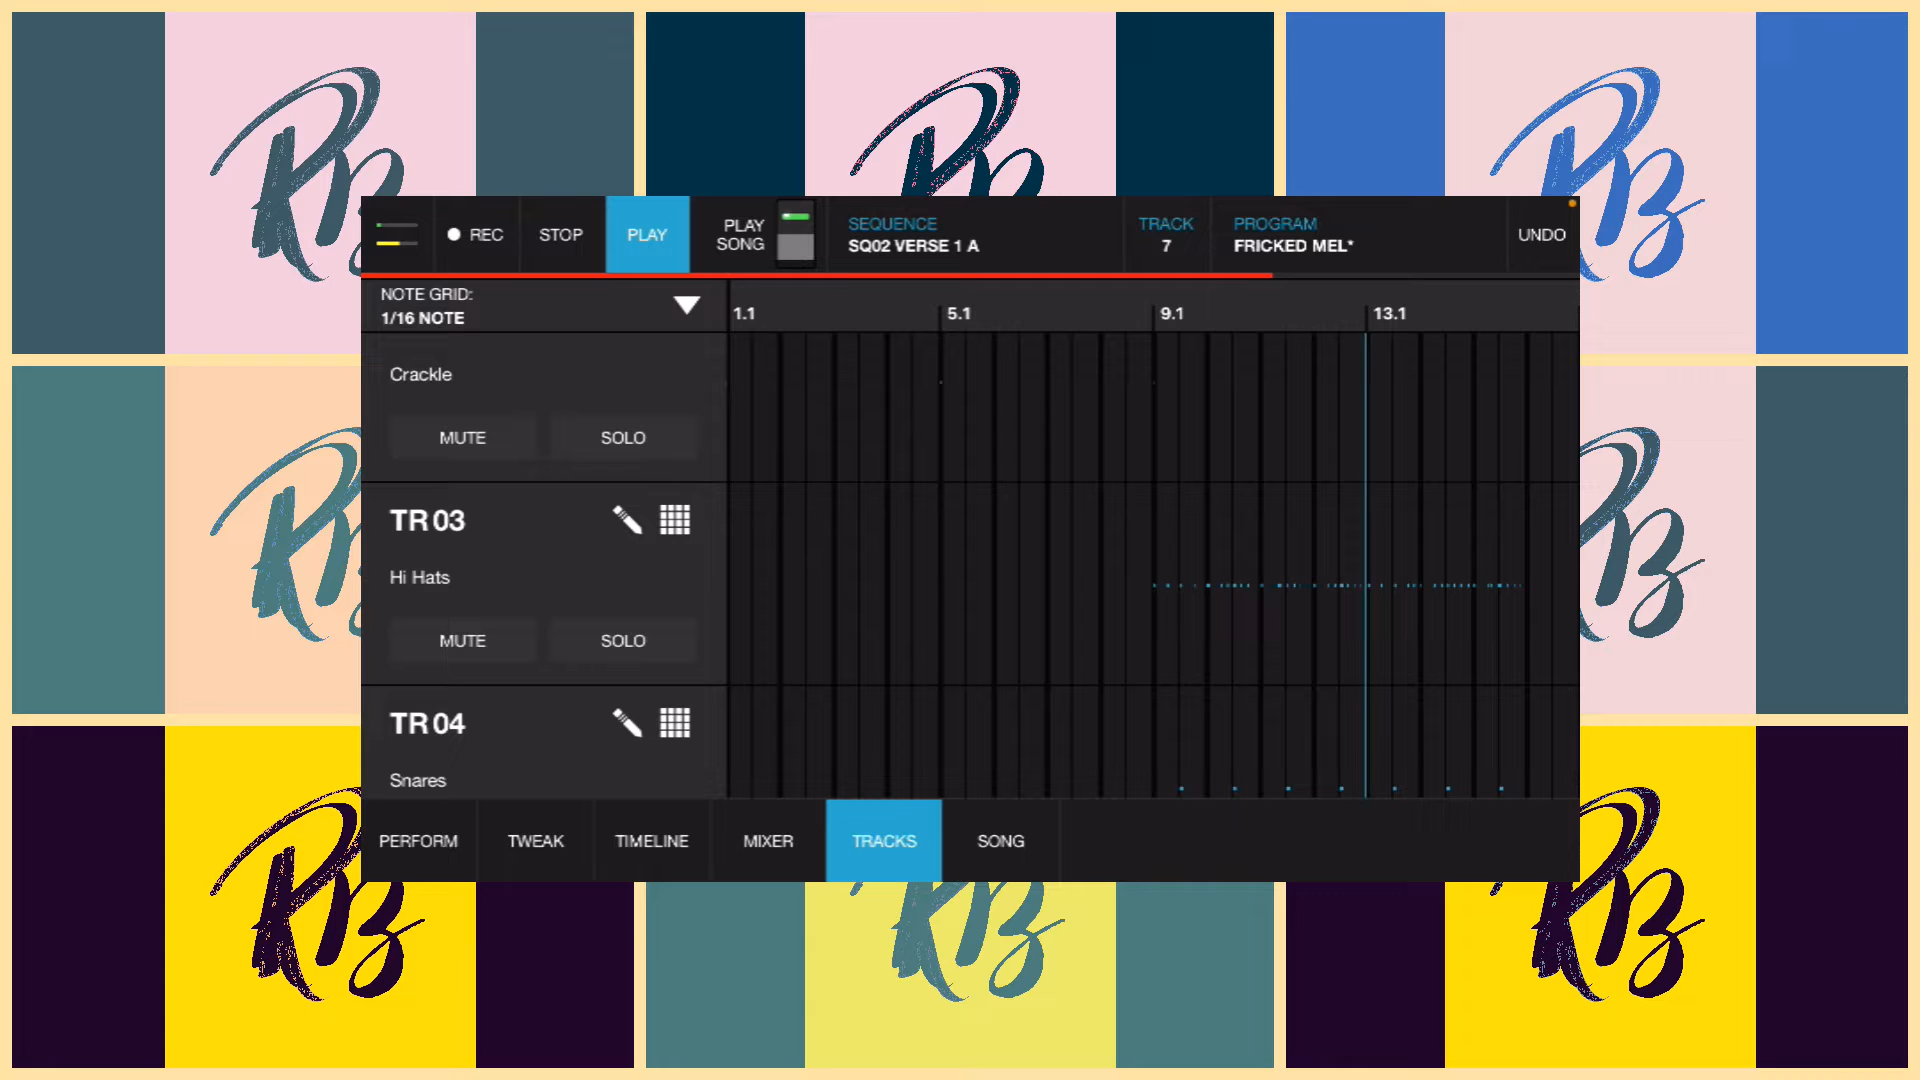 REC
STOP
PLAY
PLAY SONG
SEQUENCE
SQ02 VERSE 1 A
TRACK
7
PROGRAM
FRICKED MEL*
UNDO
NOTE GRID:
1/16 NOTE
1.1
5.1
9.1
13.1
Crackle
MUTE
SOLO
TR 03
Hi Hats
MUTE
SOLO
TR 04
Snares
PERFORM
TWEAK
TIMELINE
MIXER
TRACKS
SONG